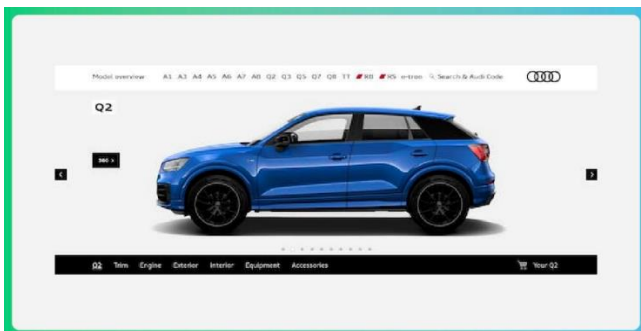 Model overview A1 A3 A4 A5 A6 A7 A8 Q2 Q3 Q5 Q7 Q8 TT R8 RS e-tron Search & Audi Code
Q2
360 >
Q2 Trim Engine Exterior Interior Equipment Accessories Your Q2